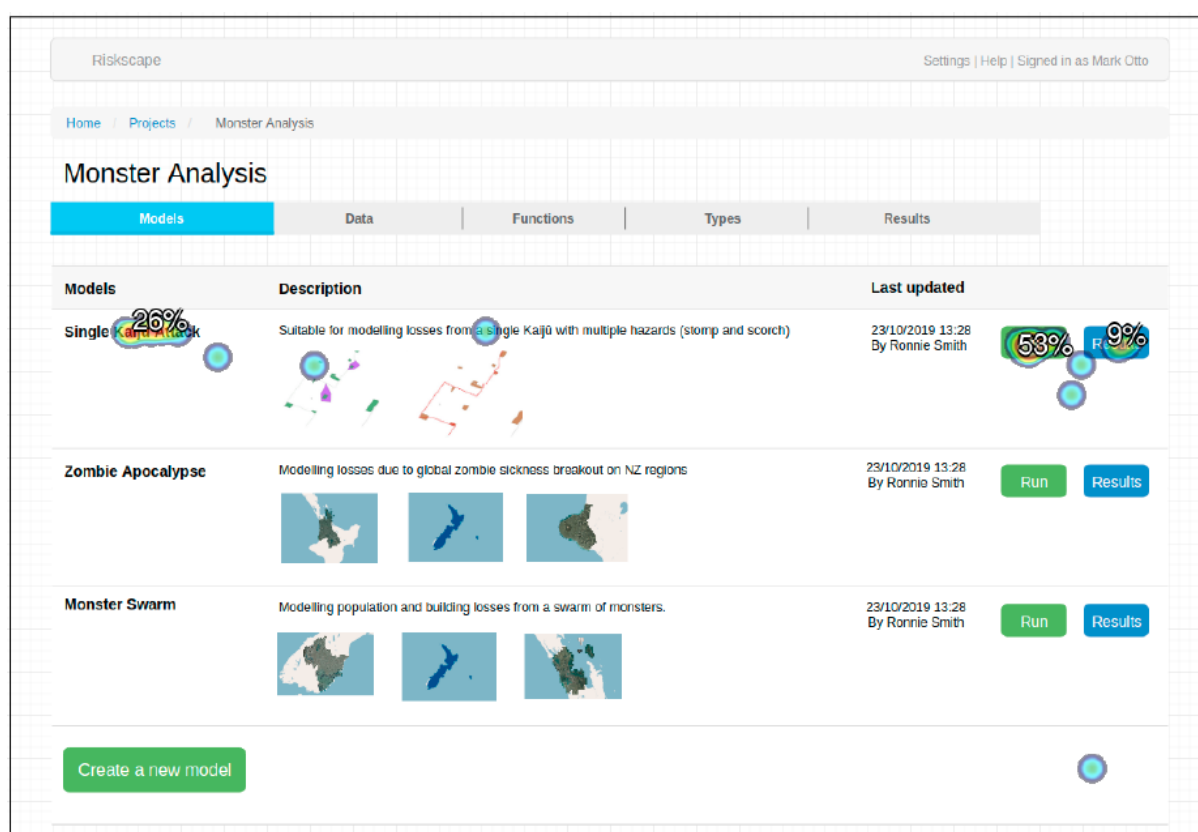 Riskscape
Settings | Help | Signed in as Mark Otto
Home / Projects / Monster Analysis
Monster Analysis
Models Data Functions Types Results
Models Description Last updated
Single Kaijū Attack
26%
Suitable for modelling losses from a single Kaijū with multiple hazards (stomp and scorch)
23/10/2019 13:28
By Ronnie Smith
53%
9%
Zombie Apocalypse
Modelling losses due to global zombie sickness breakout on NZ regions
23/10/2019 13:28
By Ronnie Smith
Run Results
Monster Swarm
Modelling population and building losses from a swarm of monsters.
23/10/2019 13:28
By Ronnie Smith
Run Results
Create a new model